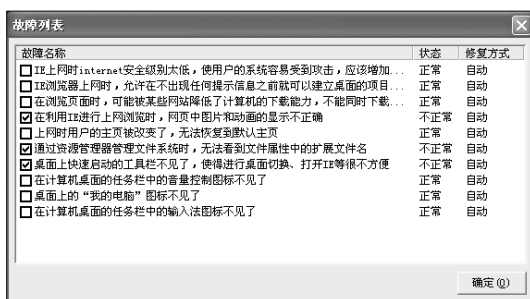 故障列表
故障名称 状态 修复方式
IE上网时internet安全级别太低，使用户的系统容易受到攻击，应该增加... 正常 自动
IE浏览器上网时，允许在不出现任何提示信息之前就可以建立桌面的项目... 正常 自动
在浏览页面时，可能被某些网站降低了计算机的下载能力，不能同时下载... 正常 自动
在利用IE进行上网浏览时，网页中图片和动画的显示不正确 不正常 自动
上网时用户的主页被改变了，无法恢复到默认主页 正常 自动
通过资源管理器管理文件系统时，无法看到文件属性中的扩展文件名 不正常 自动
桌面上快速启动的工具栏不见了，使得进行桌面切换、打开IE等很不方便 不正常 自动
在计算机桌面的任务栏中的音量控制图标不见了 正常 自动
桌面上的“我的电脑”图标不见了 正常 自动
在计算机桌面的任务栏中的输入法图标不见了 正常 自动
确定(O)